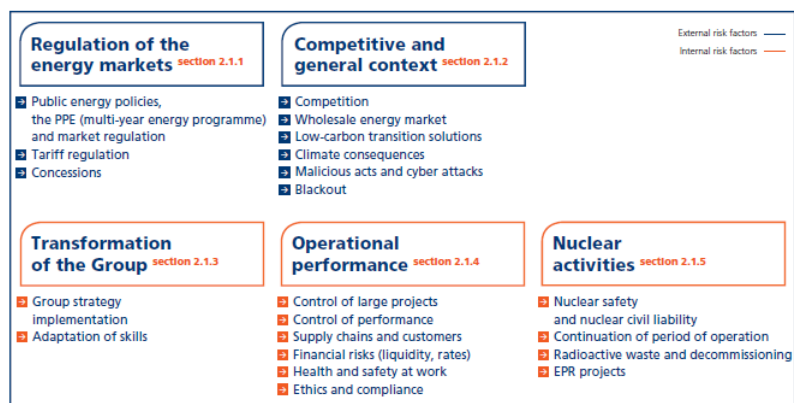 External risk factors
Internal risk factors
Regulation of the
energy markets section 2.1.1
Public energy policies,
the PPE (multi-year energy programme)
and market regulation
Tariff regulation
Concessions
Competitive and
general context section 2.1.2
Competition
Wholesale energy market
Low-carbon transition solutions
Climate consequences
Malicious acts and cyber attacks
Blackout
Transformation
of the Group section 2.1.3
Group strategy
implementation
Adaptation of skills
Operational
performance section 2.1.4
Control of large projects
Control of performance
Supply chains and customers
Financial risks (liquidity, rates)
Health and safety at work
Ethics and compliance
Nuclear
activities section 2.1.5
Nuclear safety
and nuclear civil liability
Continuation of period of operation
Radioactive waste and decommissioning
EPR projects